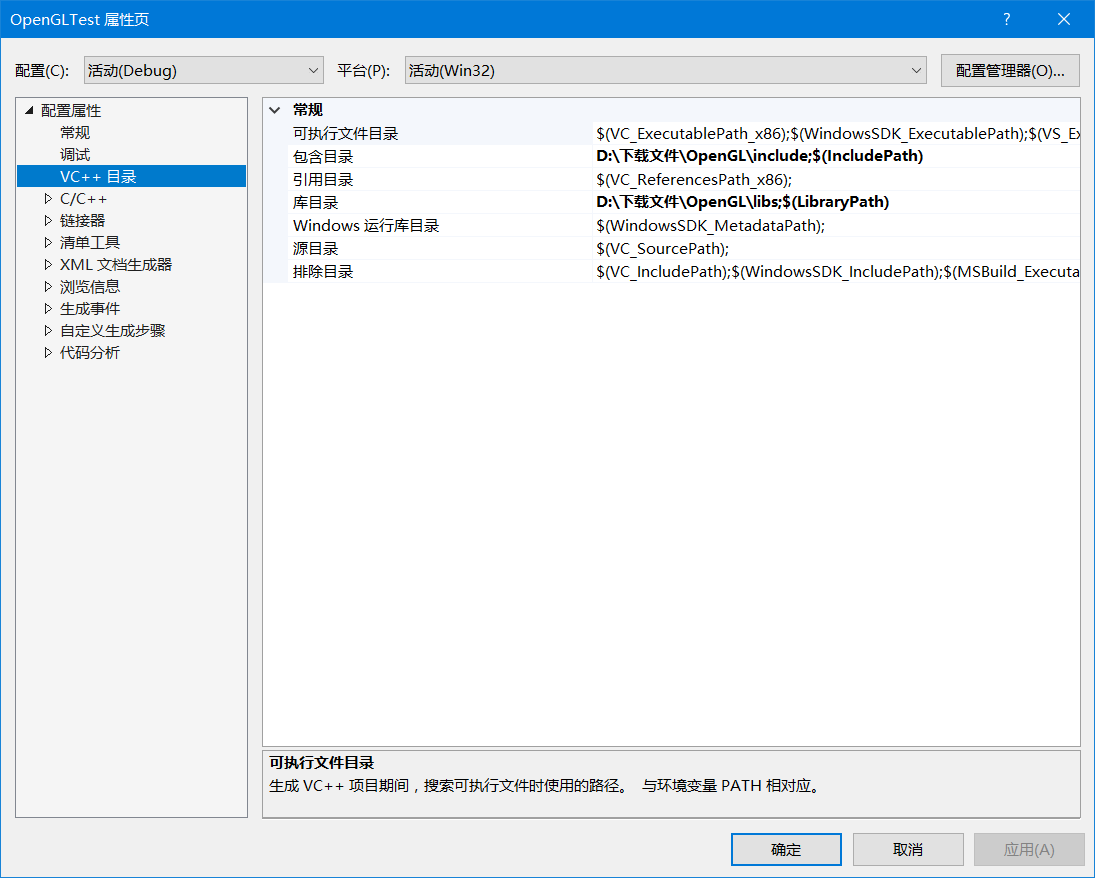 OpenGLTest 属性页
?
配置(C): 活动(Debug) 平台(P): 活动(Win32) 配置管理器(O)...
配置属性
常规
调试
VC++ 目录
C/C++
链接器
清单工具
XML 文档生成器
浏览信息
生成事件
自定义生成步骤
代码分析
常规
可执行文件目录 $(VC_ExecutablePath_x86);$(WindowsSDK_ExecutablePath);$(VS_Ex
包含目录 D:\下载文件\OpenGL\include;$(IncludePath)
引用目录 $(VC_ReferencesPath_x86);
库目录 D:\下载文件\OpenGL\libs;$(LibraryPath)
Windows 运行库目录 $(WindowsSDK_MetadataPath);
源目录 $(VC_SourcePath);
排除目录 $(VC_IncludePath);$(WindowsSDK_IncludePath);$(MSBuild_Executa
可执行文件目录
生成 VC++ 项目期间，搜索可执行文件时使用的路径。 与环境变量 PATH 相对应。
确定 取消 应用(A)